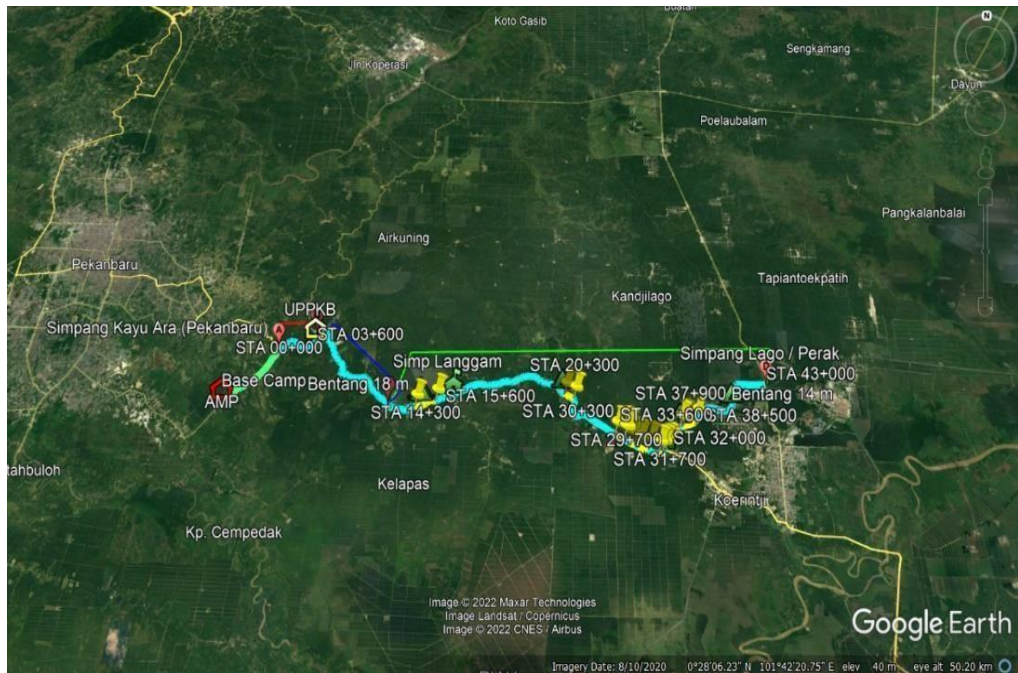 Koto Gasib
Buatan
Sengkamang
Jln Koperasi
Dayun
Poelaubalam
N
Pangkalanbalai
Airkuning
Pekanbaru
Tapiantoekpatih
Kandjilago
UPPKB
Simpang Kayu Ara (Pekanbaru)
A
STA 03+600
STA 00+000
Simp Langgam
STA 20+300
Simpang Lago / Perak
STA 43+000
Base Camp
Bentang 18 m
AMP
STA 15+600
STA 37+900
Bentang 14 m
STA 14+300
STA 30+300
STA 33+600
STA 38+500
STA 29+700
STA 32+000
STA 31+700
tahbuloh
Kelapas
Koerintji
Kp. Cempedak
Image © 2022 Maxar Technologies
Image Landsat / Copernicus
Image © 2022 CNES / Airbus
Google Earth
Imagery Date: 8/10/2020 0°28'06.23" N 101°42'20.75" E elev 40 m eye alt 50.20 km